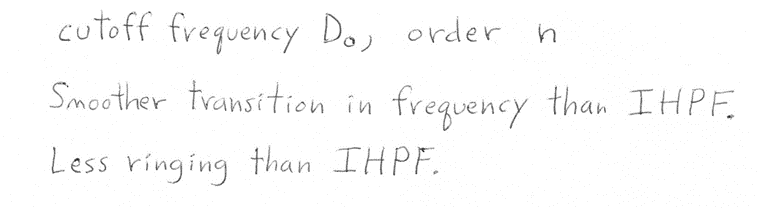 cutoff frequency D₀, order n
Smoother transition in frequency than IHPF.
Less ringing than IHPF.